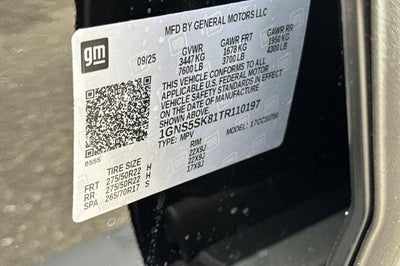 MFD BY GENERAL MOTORS LLC
gm
09/25 GVWR GAWR FRT GAWR RR
3447 KG 1678 KG 1950 KG
7600 LB 3700 LB 4300 LB
THIS VEHICLE CONFORMS TO ALL
APPLICABLE U.S. FEDERAL MOTOR
VEHICLE SAFETY STANDARDS IN EFFECT
ON THE DATE OF MANUFACTURE
1GNS5SK81TR110197
TYPE: MPV MODEL:
TIRE SIZE RIM
FRT 275/50R22 H 22X9J
RR 275/50R22 H 22X9J
SPA 265/70R17 S 17X8J